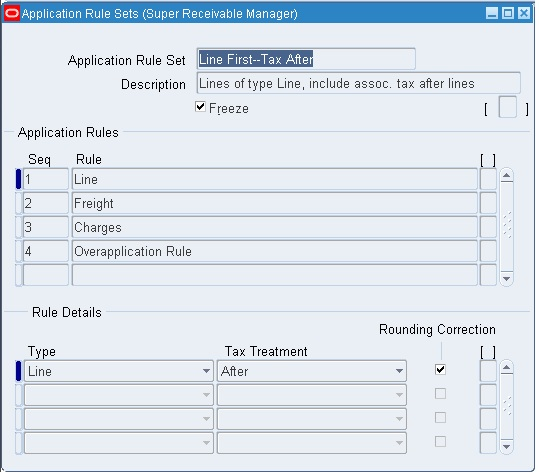 Application Rule Sets (Super Receivable Manager)
Application Rule Set Line First--Tax After
Description Lines of type Line, include assoc. tax after lines
Freeze [ ]
Application Rules
Seq Rule [ ]
1 Line
2 Freight
3 Charges
4 Overapplication Rule
Rule Details
Rounding Correction
Type Tax Treatment [ ]
Line After